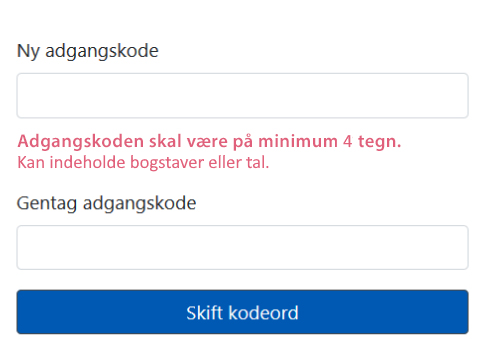 Ny adgangskode
Adgangskoden skal være på minimum 4 tegn.
Kan indeholde bogstaver eller tal.
Gentag adgangskode
Skift kodeord